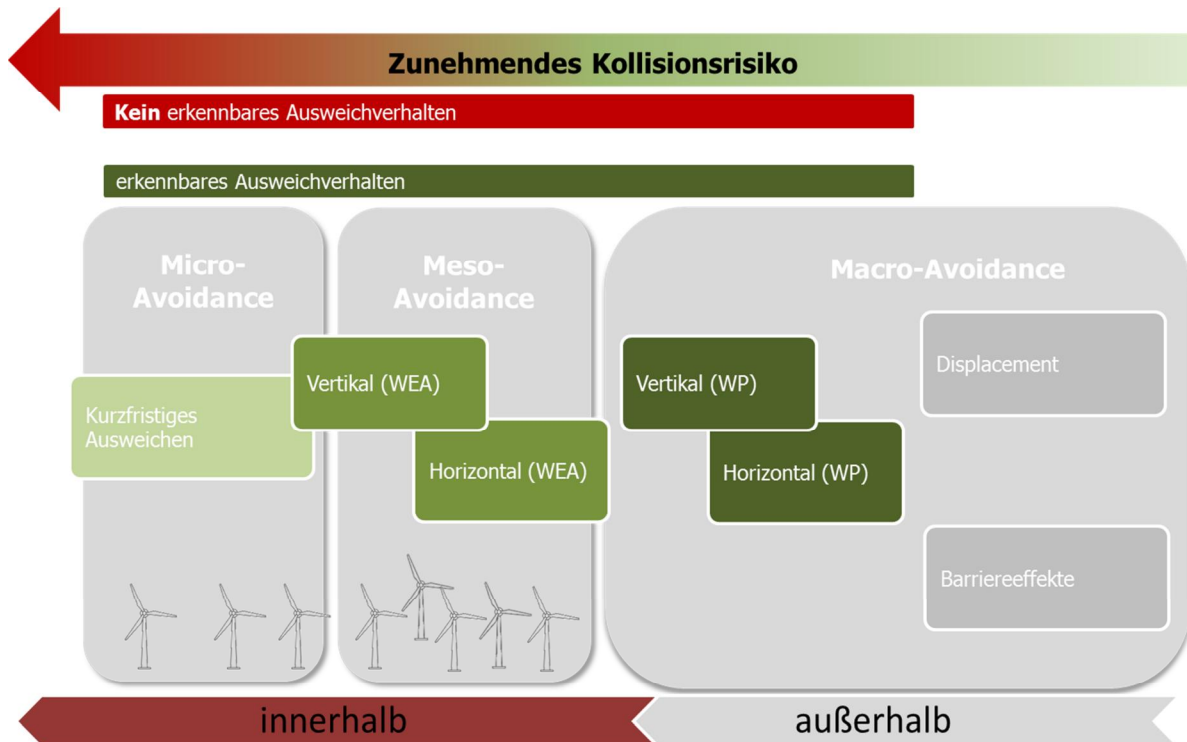 Zunehmendes Kollisionsrisiko
Kein erkennbares Ausweichverhalten
erkennbares Ausweichverhalten
Micro-
Avoidance
Meso-
Avoidance
Macro-Avoidance
Kurzfristiges
Ausweichen
Vertikal (WEA)
Horizontal (WEA)
Vertikal (WP)
Horizontal (WP)
Displacement
Barriereeffekte
innerhalb
außerhalb